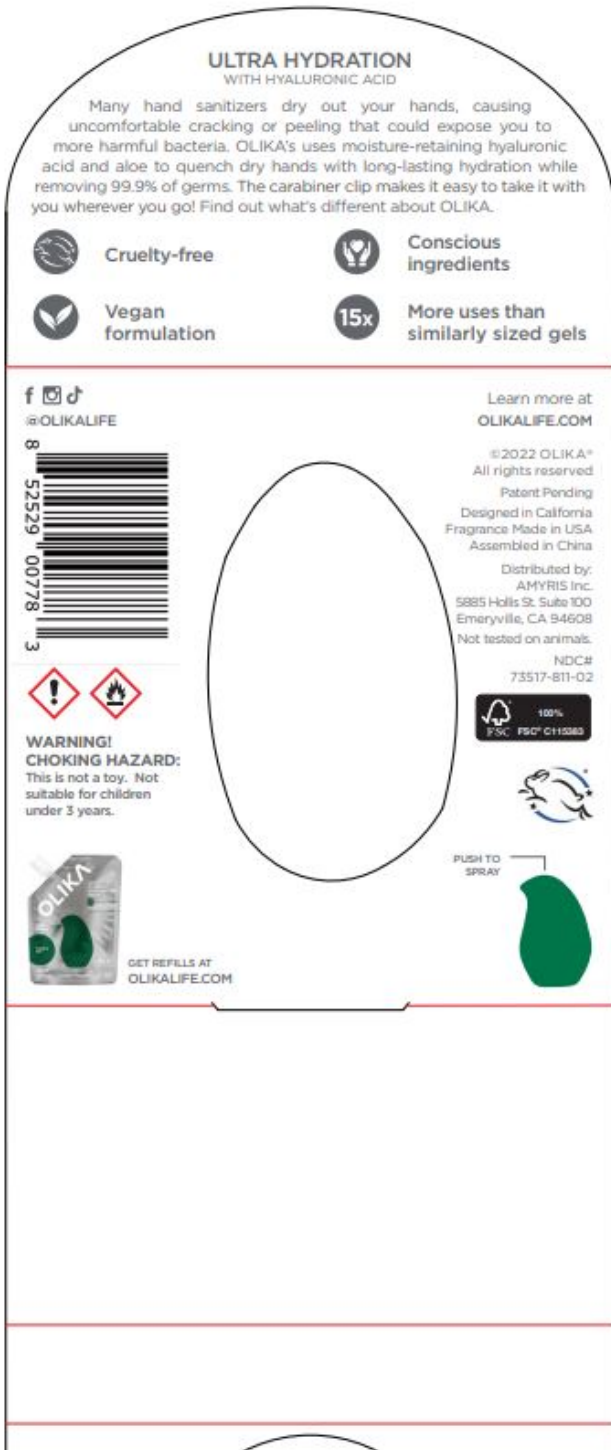 ULTRA HYDRATION
WITH HYALURONIC ACID
Many hand sanitizers dry out your hands, causing
uncomfortable cracking or peeling that could expose you to
more harmful bacteria. OLIKA's uses moisture-retaining hyaluronic
acid and aloe to quench dry hands with long-lasting hydration while
removing 99.9% of germs. The carabiner clip makes it easy to take it with
you wherever you go! Find out what's different about OLIKA.
Cruelty-free
Conscious
ingredients
Vegan
formulation
15x
More uses than
similarly sized gels
@OLIKALIFE
8 52529 00778 3
WARNING!
CHOKING HAZARD:
This is not a toy. Not
suitable for children
under 3 years.
OLIKA
GET REFILLS AT
OLIKALIFE.COM
Learn more at
OLIKALIFE.COM
©2022 OLIKA®
All rights reserved
Patent Pending
Designed in California
Fragrance Made in USA
Assembled in China
Distributed by:
AMYRIS Inc.
5885 Hollis St. Suite 100
Emeryville, CA 94608
Not tested on animals.
NDC#
73517-811-02
FSC
100%
FSC® C115383
PUSH TO
SPRAY